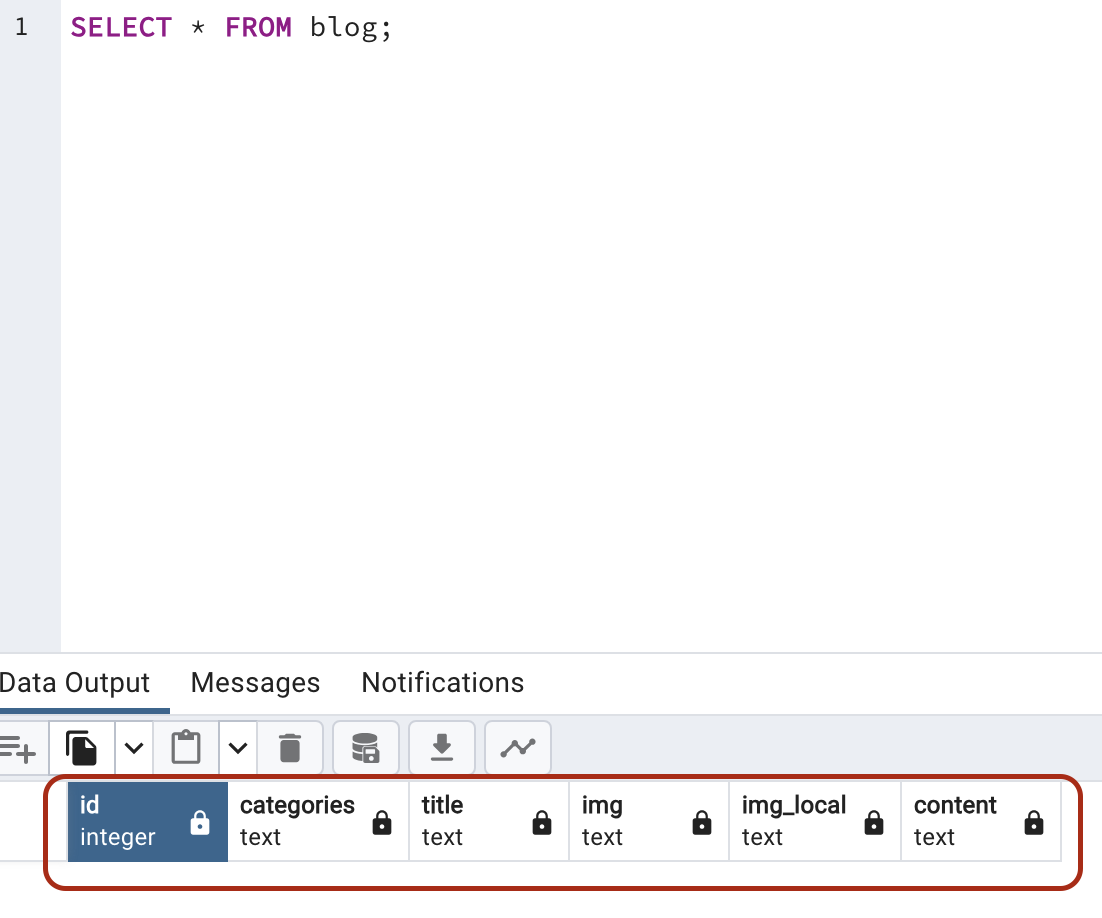 1 SELECT * FROM blog;
Data Output Messages Notifications
id categories title img img_local content
integer text text text text text